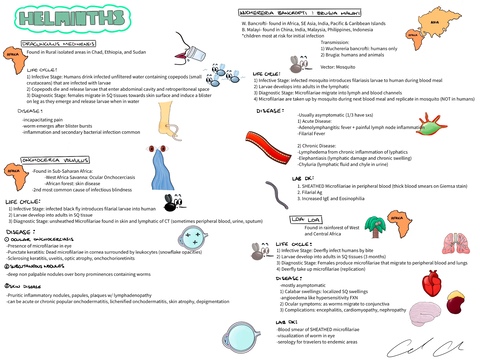 HELMINTHS
DRACUNCULUS MEDINENSIS
AFRICA
Found in rural isolated areas in Chad, Ethiopia, and Sudan
LIFE CYCLE:
1) Infective Stage: Humans drink infected unfiltered water containing copepods (small
crustaceans) that are infected with larvae
2) Copepods die and release larvae that enter abdominal cavity and retroperitoneal space
3) Diagnostic Stage: females migrate in SQ tissues towards skin surface and induce a blister
on leg as they emerge and release larvae when in water
DISEASE:
-incapacitating pain
-worm emerges after blister bursts
-inflammation and secondary bacterial infection common
ONCHOCERCA VOLVULUS
AFRICA
-Found in Sub-Saharan Africa:
-West Africa Savanna: Ocular Onchocerciasis
-African forest: skin disease
-2nd most common cause of infectious blindness
LIFE CYCLE:
1) Infective stage: infected black fly introduces filarial larvae into human
2) Larvae develop into adults in SQ tissue
3) Diagnostic Stage: unsheathed Microfilariae found in skin and lymphatic of CT (sometimes peripheral blood, urine, sputum)
DISEASE:
① OCULAR ONCHOCERCIASIS
-Presence of microfilariae in eye
-Punctate keratitis: Dead microfilariae in cornea surrounded by leukocytes (snowflake opacities)
-Sclerosing keratitis, uveitis, optic atrophy, onchochorioretinitis
② SUBCUTANEOUS NODULES
-deep non palpable nodules over bony prominences containing worms
③ SKIN DISEASE
-Pruritic inflammatory nodules, papules, plaques w/ lymphadenopathy
-can be acute or chronic papular onchodermatitis, lichenified onchodermatitis, skin atrophy, depigmentation
WUCHERERIA BANCROFTI & BRUGIA MALAYI
W. Bancrofti- found in Africa, SE Asia, India, Pacific & Caribbean Islands
B. Malayi- found in China, India, Malaysia, Philippines, Indonesia
*children most at risk for initial infection
AFRICA
ASIA
Transmission:
1) Wuchereria bancrofti: humans only
2) Brugia: humans and animals
Vector: Mosquito
LIFE CYCLE:
1) Infective Stage: infected mosquito introduces filariasis larvae to human during blood meal
2) Larvae develops into adults in the lymphatic
3) Diagnostic Stage: Microfilariae migrate into lymph and blood channels
4) Microfilariae are taken up by mosquito during next blood meal and replicate in mosquito (NOT in humans)
DISEASE:
-Usually asymptomatic (1/3 have sxs)
1) Acute Disease:
-Adenolymphangitis: fever + painful lymph node inflammation
-Filarial Fever
2) Chronic Disease:
-Lymphedema from chronic inflammation of lyphatics
-Elephantiasis (lymphatic damage and chronic swelling)
-Chyluria (lymphatic fluid & chyle in urine)
LAB DX:
1) SHEATHED Microfilariae in peripheral blood (thick blood smears on Giemsa stain)
2) Filarial Ag
3) Increased IgE and Eosinophilia
LOA LOA
Found in rainforest of West
and Central Africa
AFRICA
LIFE CYCLE:
1) Infective stage: Deerfly infect humans by bite
2) Larvae develop into adults in SQ tissues (3 months)
3) Diagnostic Stage: Females produce microfilariae that migrate to peripheral blood and lungs
4) Deerfly take up microfilariae (replication)
DISEASE:
-mostly asymptomatic
1) Calabar swellings: localized SQ swellings
-angioedema like hypersensitivity FXN
2) Ocular symptoms: as worms migrate to conjunctiva
3) Complications: encephalitis, cardiomyopathy, nephropathy
LAB DX:
-Blood smear of SHEATHED microfilariae
-visualization of worm in eye
-serology for travelers to endemic areas